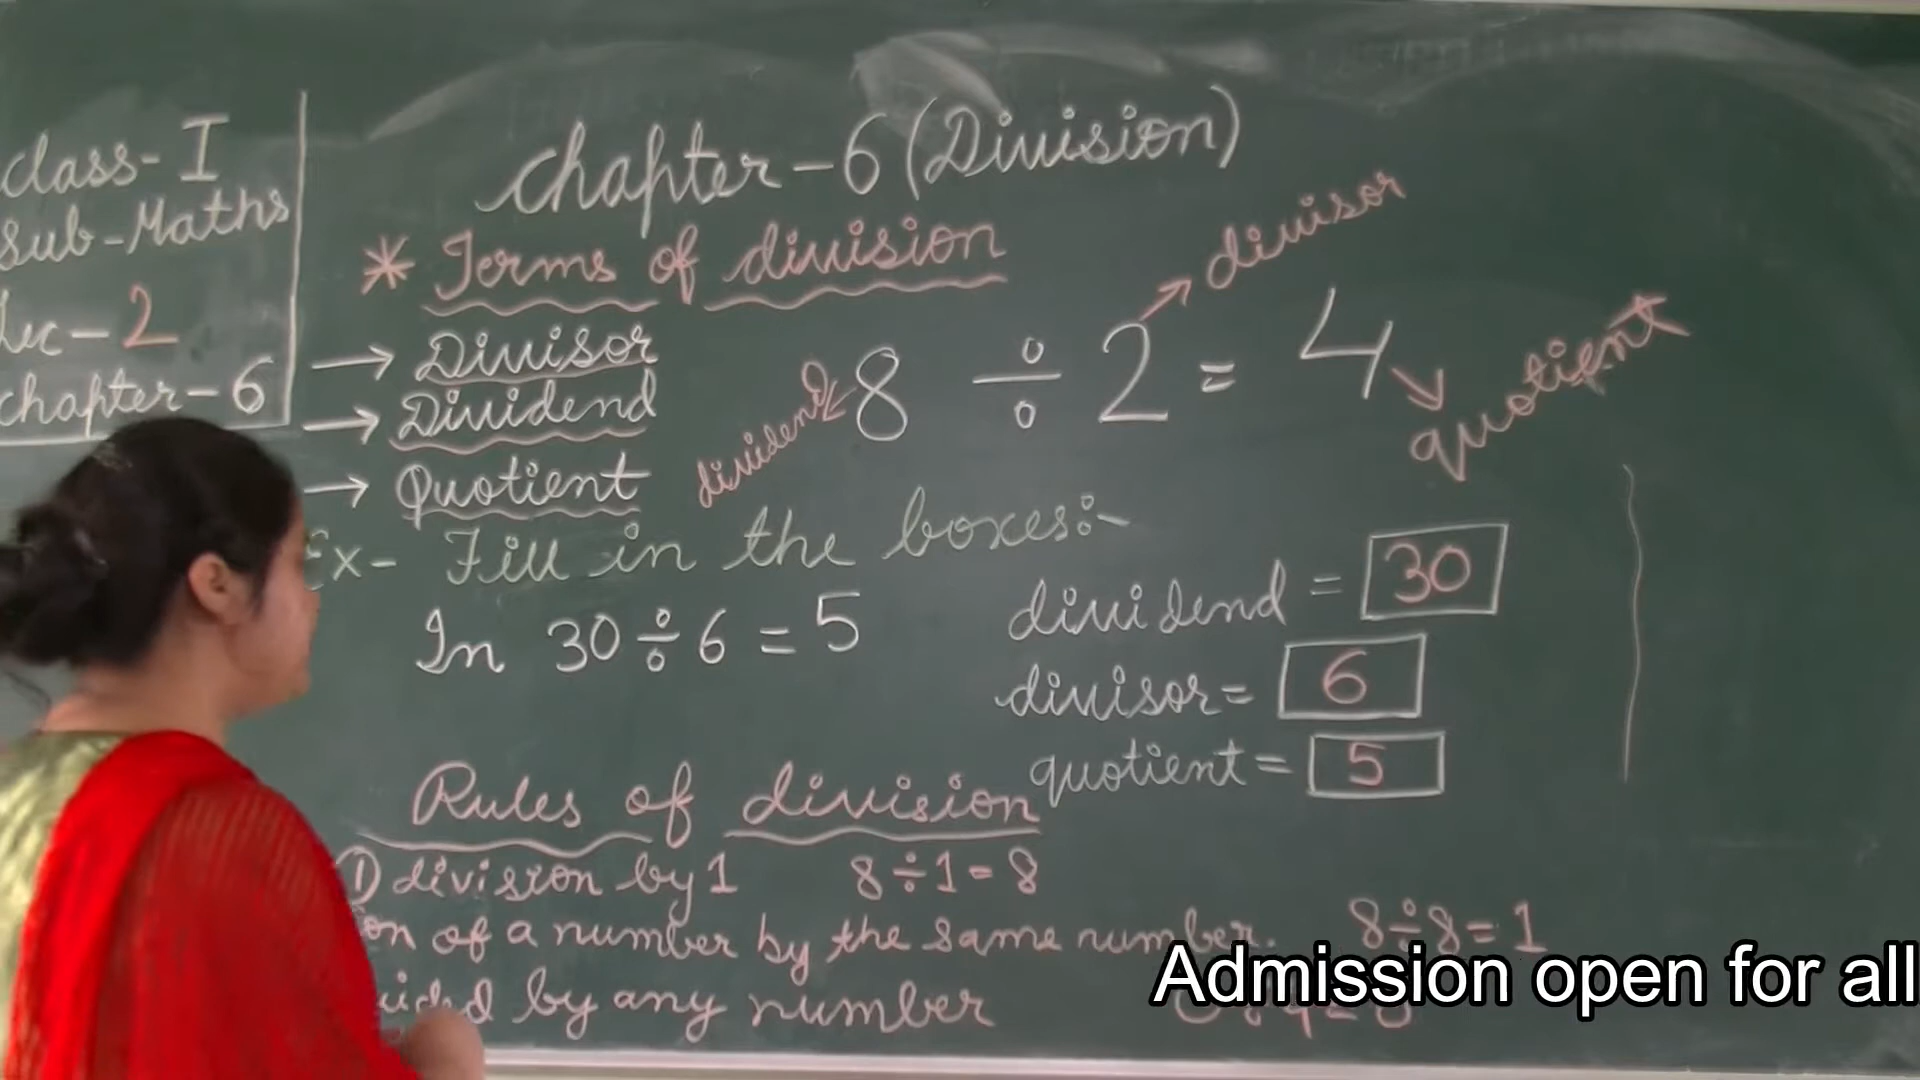 class-I
Sub-Maths
Lec-2
chapter-6
chapter-6 (Division)
* Terms of division
→ Divisor
→ Dividend
→ Quotient
8 ÷ 2 = 4
dividend
divisor
quotient
Ex- Fill in the boxes:-
In 30 ÷ 6 = 5
dividend = 30
divisor = 6
quotient = 5
Rules of division
1) division by 1 8 ÷ 1 = 8
of a number by the same number. 8 ÷ 8 = 1
by any number
Admission open for all